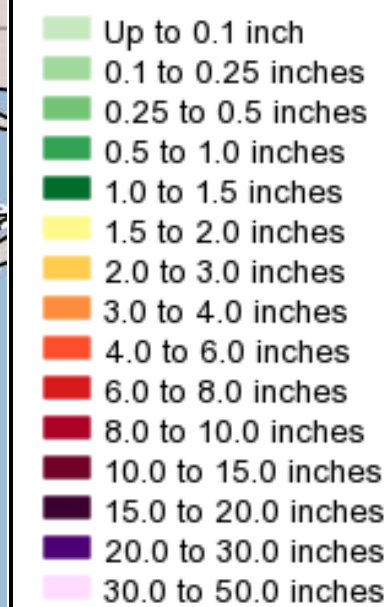 Up to 0.1 inch
0.1 to 0.25 inches
0.25 to 0.5 inches
0.5 to 1.0 inches
1.0 to 1.5 inches
1.5 to 2.0 inches
2.0 to 3.0 inches
3.0 to 4.0 inches
4.0 to 6.0 inches
6.0 to 8.0 inches
8.0 to 10.0 inches
10.0 to 15.0 inches
15.0 to 20.0 inches
20.0 to 30.0 inches
30.0 to 50.0 inches